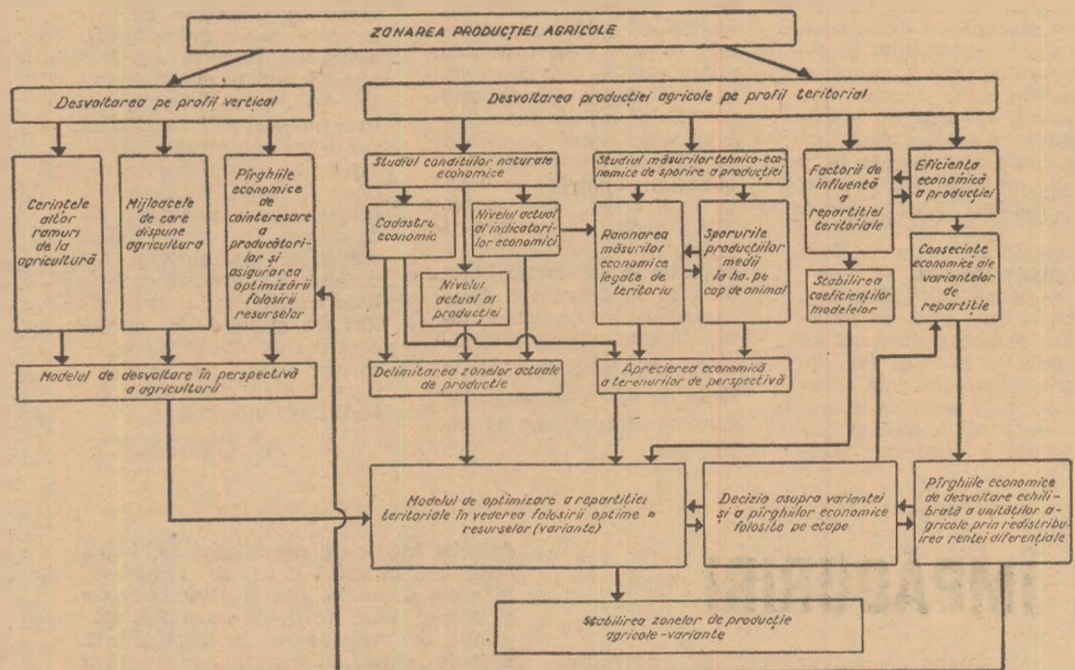 ZONAREA PRODUCȚIEI AGRICOLE
Desvoltarea pe profil vertical
Desvoltarea producției agricole pe profil teritorial
Cerințele
altor
ramuri
de la
agricultură
Mijloacele
de care
dispune
agricultura
Pîrghiile
economice
de
cointeresare
a
producăto-
rilor și
asigurarea
optimizării
folosirii
resurselor
Studiul condițiilor naturale
economice
Studiul măsurilor tehnico-eco-
nomice de sporire a producției
Factorii de
influență
a
repartiției
teritoriale
Eficiența
economică
a producției
Cadastru
economic
Nivelul actual
al indicatori-
lor economici
Nivelul
actual al
producției
Raionarea
măsurilor
economice
legate de
teritoriu
Sporurile
producțiilor
medii
la ha. pe
cap de animal
Stabilirea
coeficienților
modelelor
Consecințe
economice ale
variantelor
de
repartiție
Modelul de desvoltare în perspectivă
a agriculturii
Delimitarea zonelor actuale
de producție
Aprecierea economică
a terenurilor de perspectivă
Modelul de optimizare a repartiției
teritoriale în vederea folosirii optime a
resurselor (variante)
Decizia asupra variantei
și a pîrghiilor economice
folosite pe etape
Pîrghiile economice
de desvoltare echili-
brată a unităților a-
gricole prin redistribu-
irea rentei diferențiale
Stabilirea zonelor de producție
agricole-variante